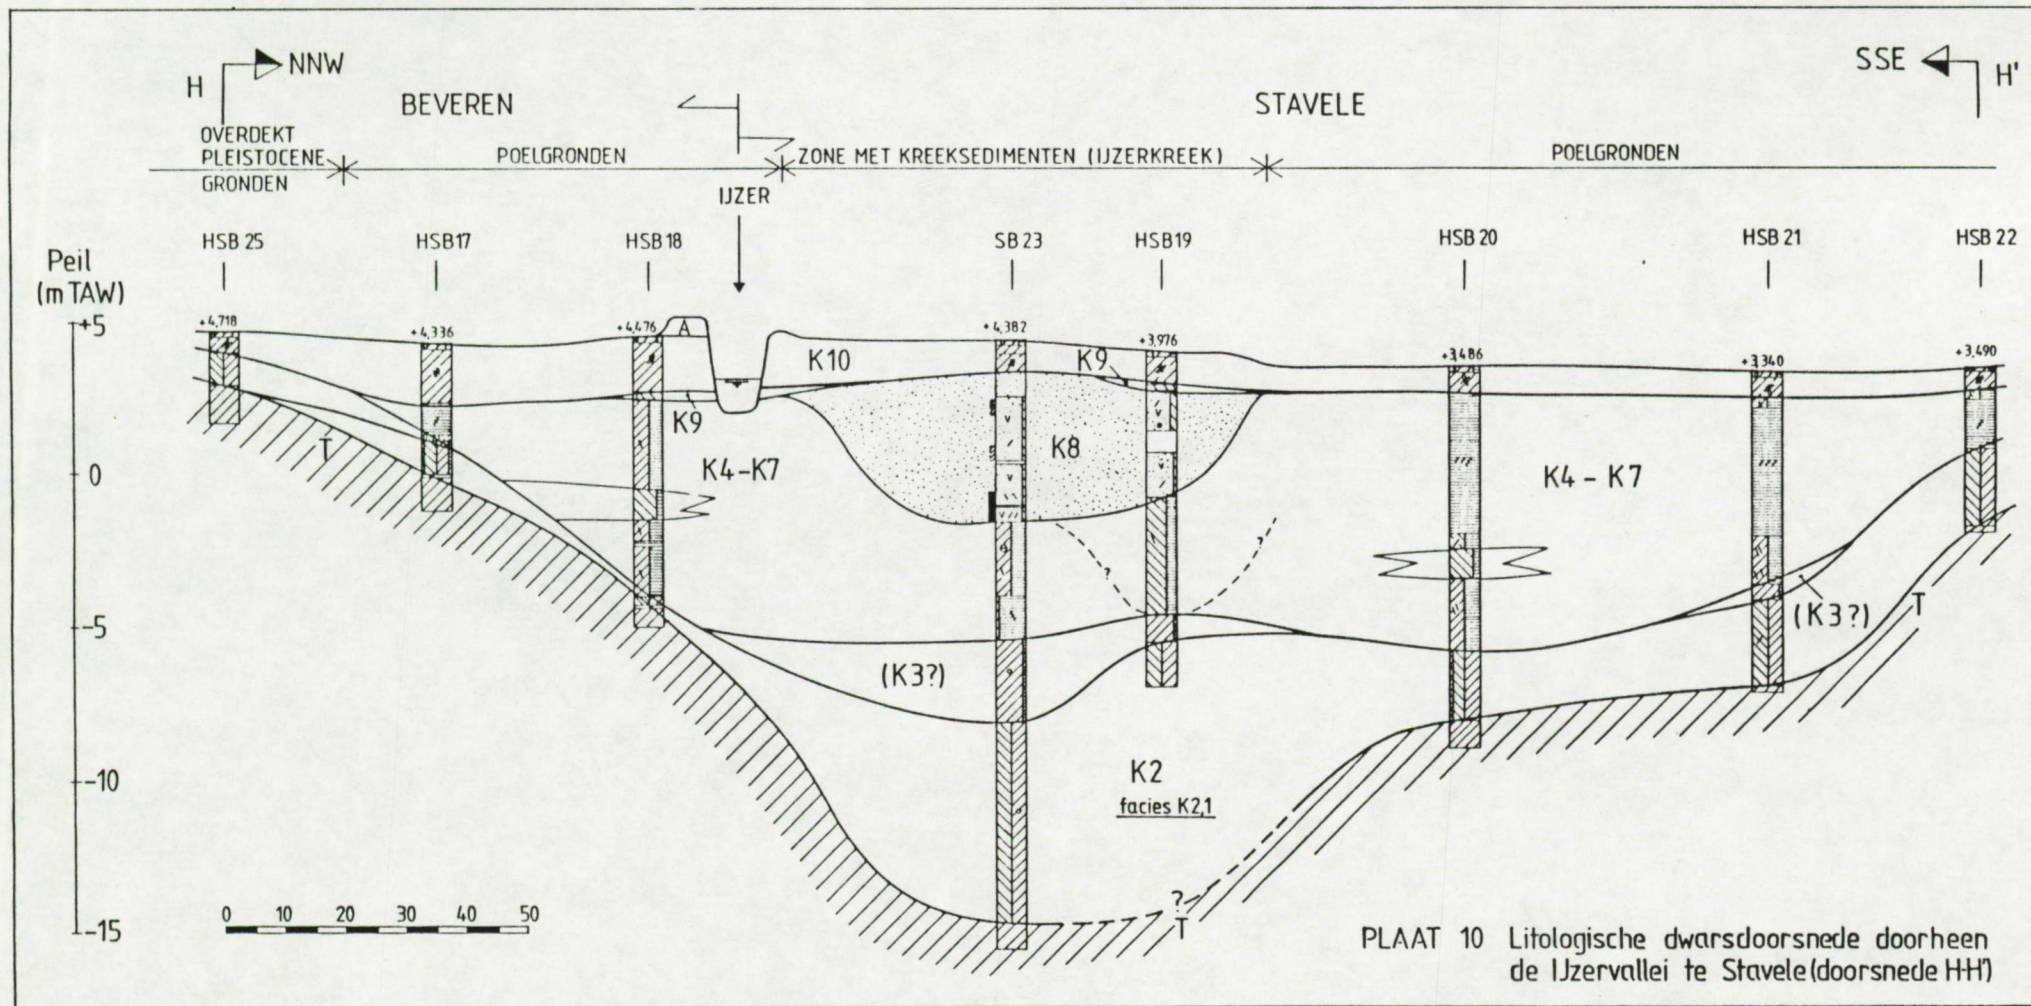 H NNW
SSE H'
BEVEREN
STAVELE
OVERDEKT
PLEISTOCENE
GRONDEN
POELGRONDEN
ZONE MET KREEKSEDIMENTEN (IJZERKREEK)
POELGRONDEN
IJZER
HSB 25
HSB17
HSB 18
SB 23
HSB19
HSB 20
HSB 21
HSB 22
Peil
(m TAW)
+5
0
-5
-10
-15
+4,718
+4,336
+4,476
+4,382
+3,976
+3,486
+3,340
+3,490
A
K10
K9
K9
K8
K4-K7
K4 - K7
T
?
?
(K3?)
(K3?)
T
K2
facies K2,1
?
T
0 10 20 30 40 50
PLAAT 10 Litologische dwarsdoorsnede doorheen
de IJzervallei te Stavele (doorsnede H-H')